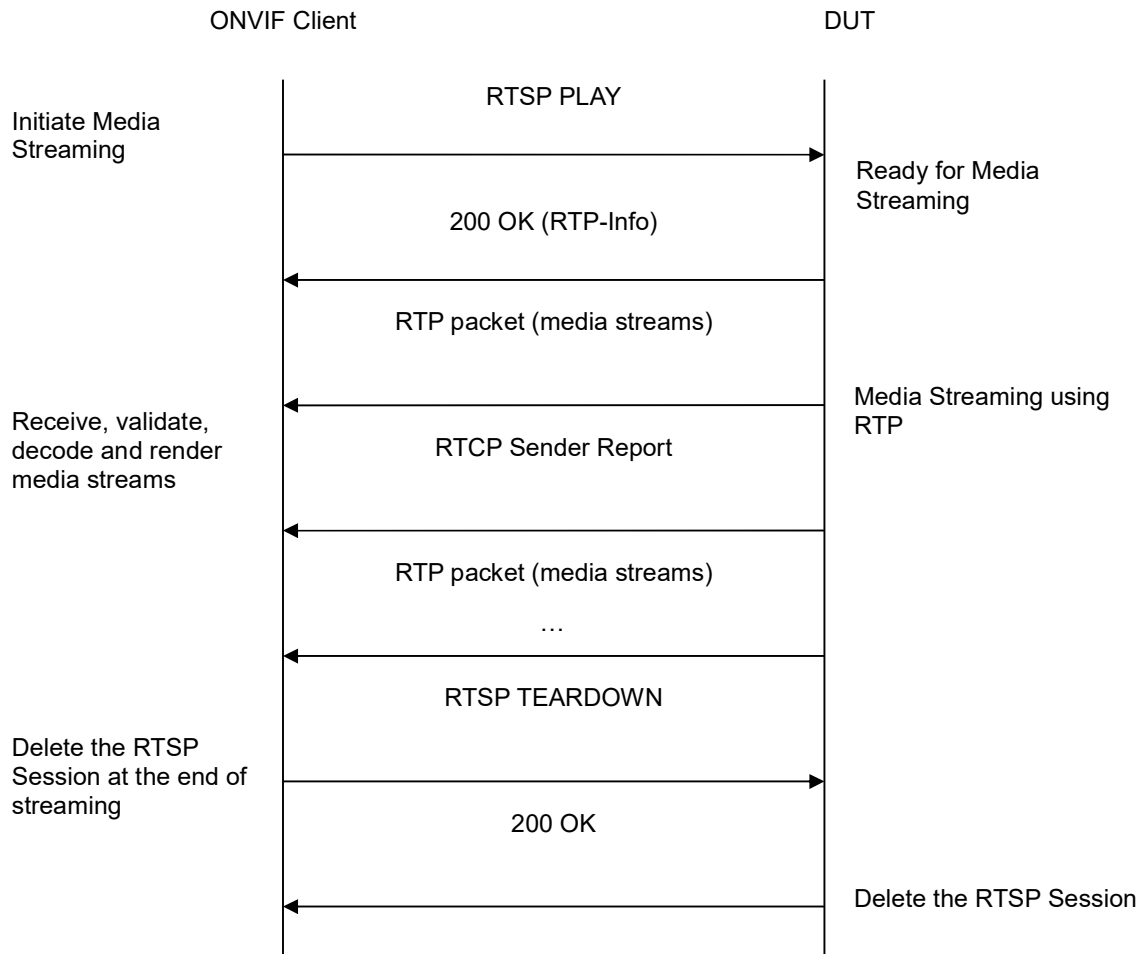 ONVIF Client
DUT
RTSP PLAY
Initiate Media
Streaming
Ready for Media
Streaming
200 OK (RTP-Info)
RTP packet (media streams)
Media Streaming using
RTP
Receive, validate,
decode and render
media streams
RTCP Sender Report
RTP packet (media streams)
…
RTSP TEARDOWN
Delete the RTSP
Session at the end of
streaming
200 OK
Delete the RTSP Session